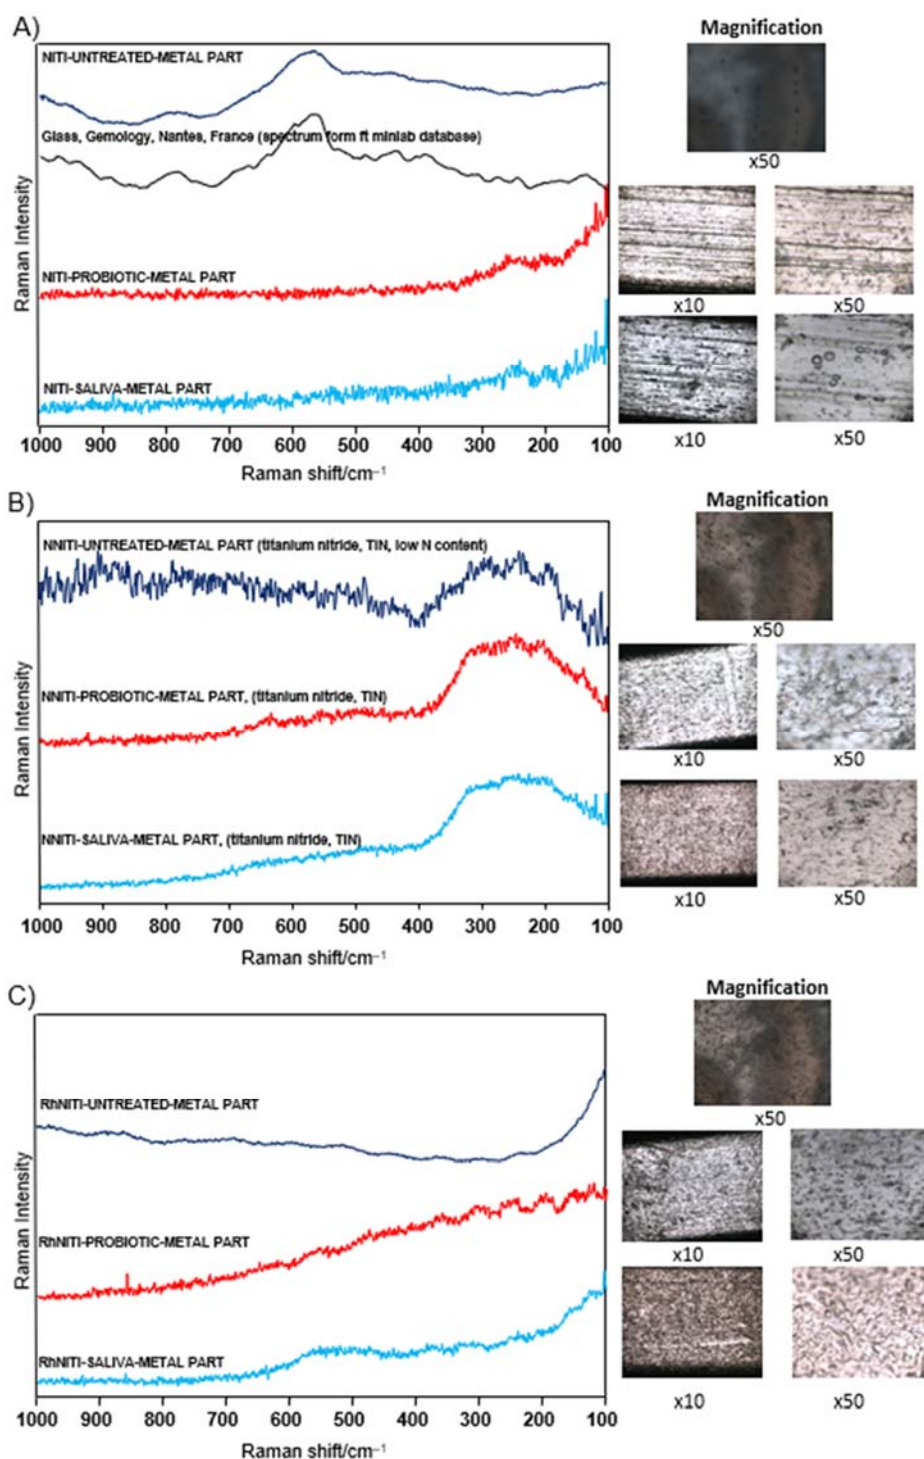 A)
Magnification
NITI-UNTREATED-METAL PART
x50
Glass, Gemology, Nantes, France (spectrum form ft minlab database)
NITI-PROBIOTIC-METAL PART
x10 x50
NITI-SALIVA-METAL PART
x10 x50
Raman Intensity
1000 900 800 700 600 500 400 300 200 100
Raman shift/cm⁻¹
B)
Magnification
NNITI-UNTREATED-METAL PART (titanium nitride, TIN, low N content)
x50
NNITI-PROBIOTIC-METAL PART, (titanium nitride, TIN)
x10 x50
NNITI-SALIVA-METAL PART, (titanium nitride, TIN)
x10 x50
Raman Intensity
1000 900 800 700 600 500 400 300 200 100
Raman shift/cm⁻¹
C)
Magnification
RhNITI-UNTREATED-METAL PART
x50
RhNITI-PROBIOTIC-METAL PART
x10 x50
RhNITI-SALIVA-METAL PART
x10 x50
Raman Intensity
1000 900 800 700 600 500 400 300 200 100
Raman shift/cm⁻¹